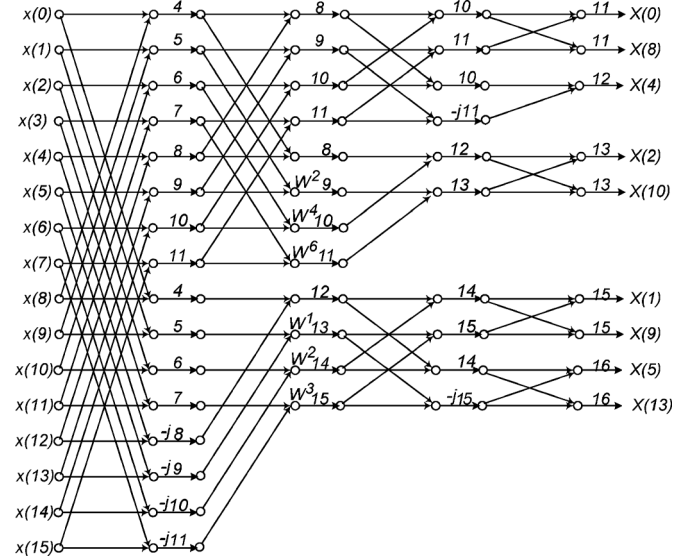 x(0) 4 8 10 11 X(0)
x(1) 5 9 11 11 X(8)
x(2) 6 10 10 12 X(4)
x(3) 7 11 -j11
x(4) 8 8 12 13 X(2)
x(5) 9 W² 9 13 13 X(10)
x(6) 10 W⁴ 10
x(7) 11 W⁶ 11
x(8) 4 12 14 15 X(1)
x(9) 5 W¹ 13 15 15 X(9)
x(10) 6 W² 14 14 16 X(5)
x(11) 7 W³ 15 -j15 16 X(13)
x(12) -j8
x(13) -j9
x(14) -j10
x(15) -j11